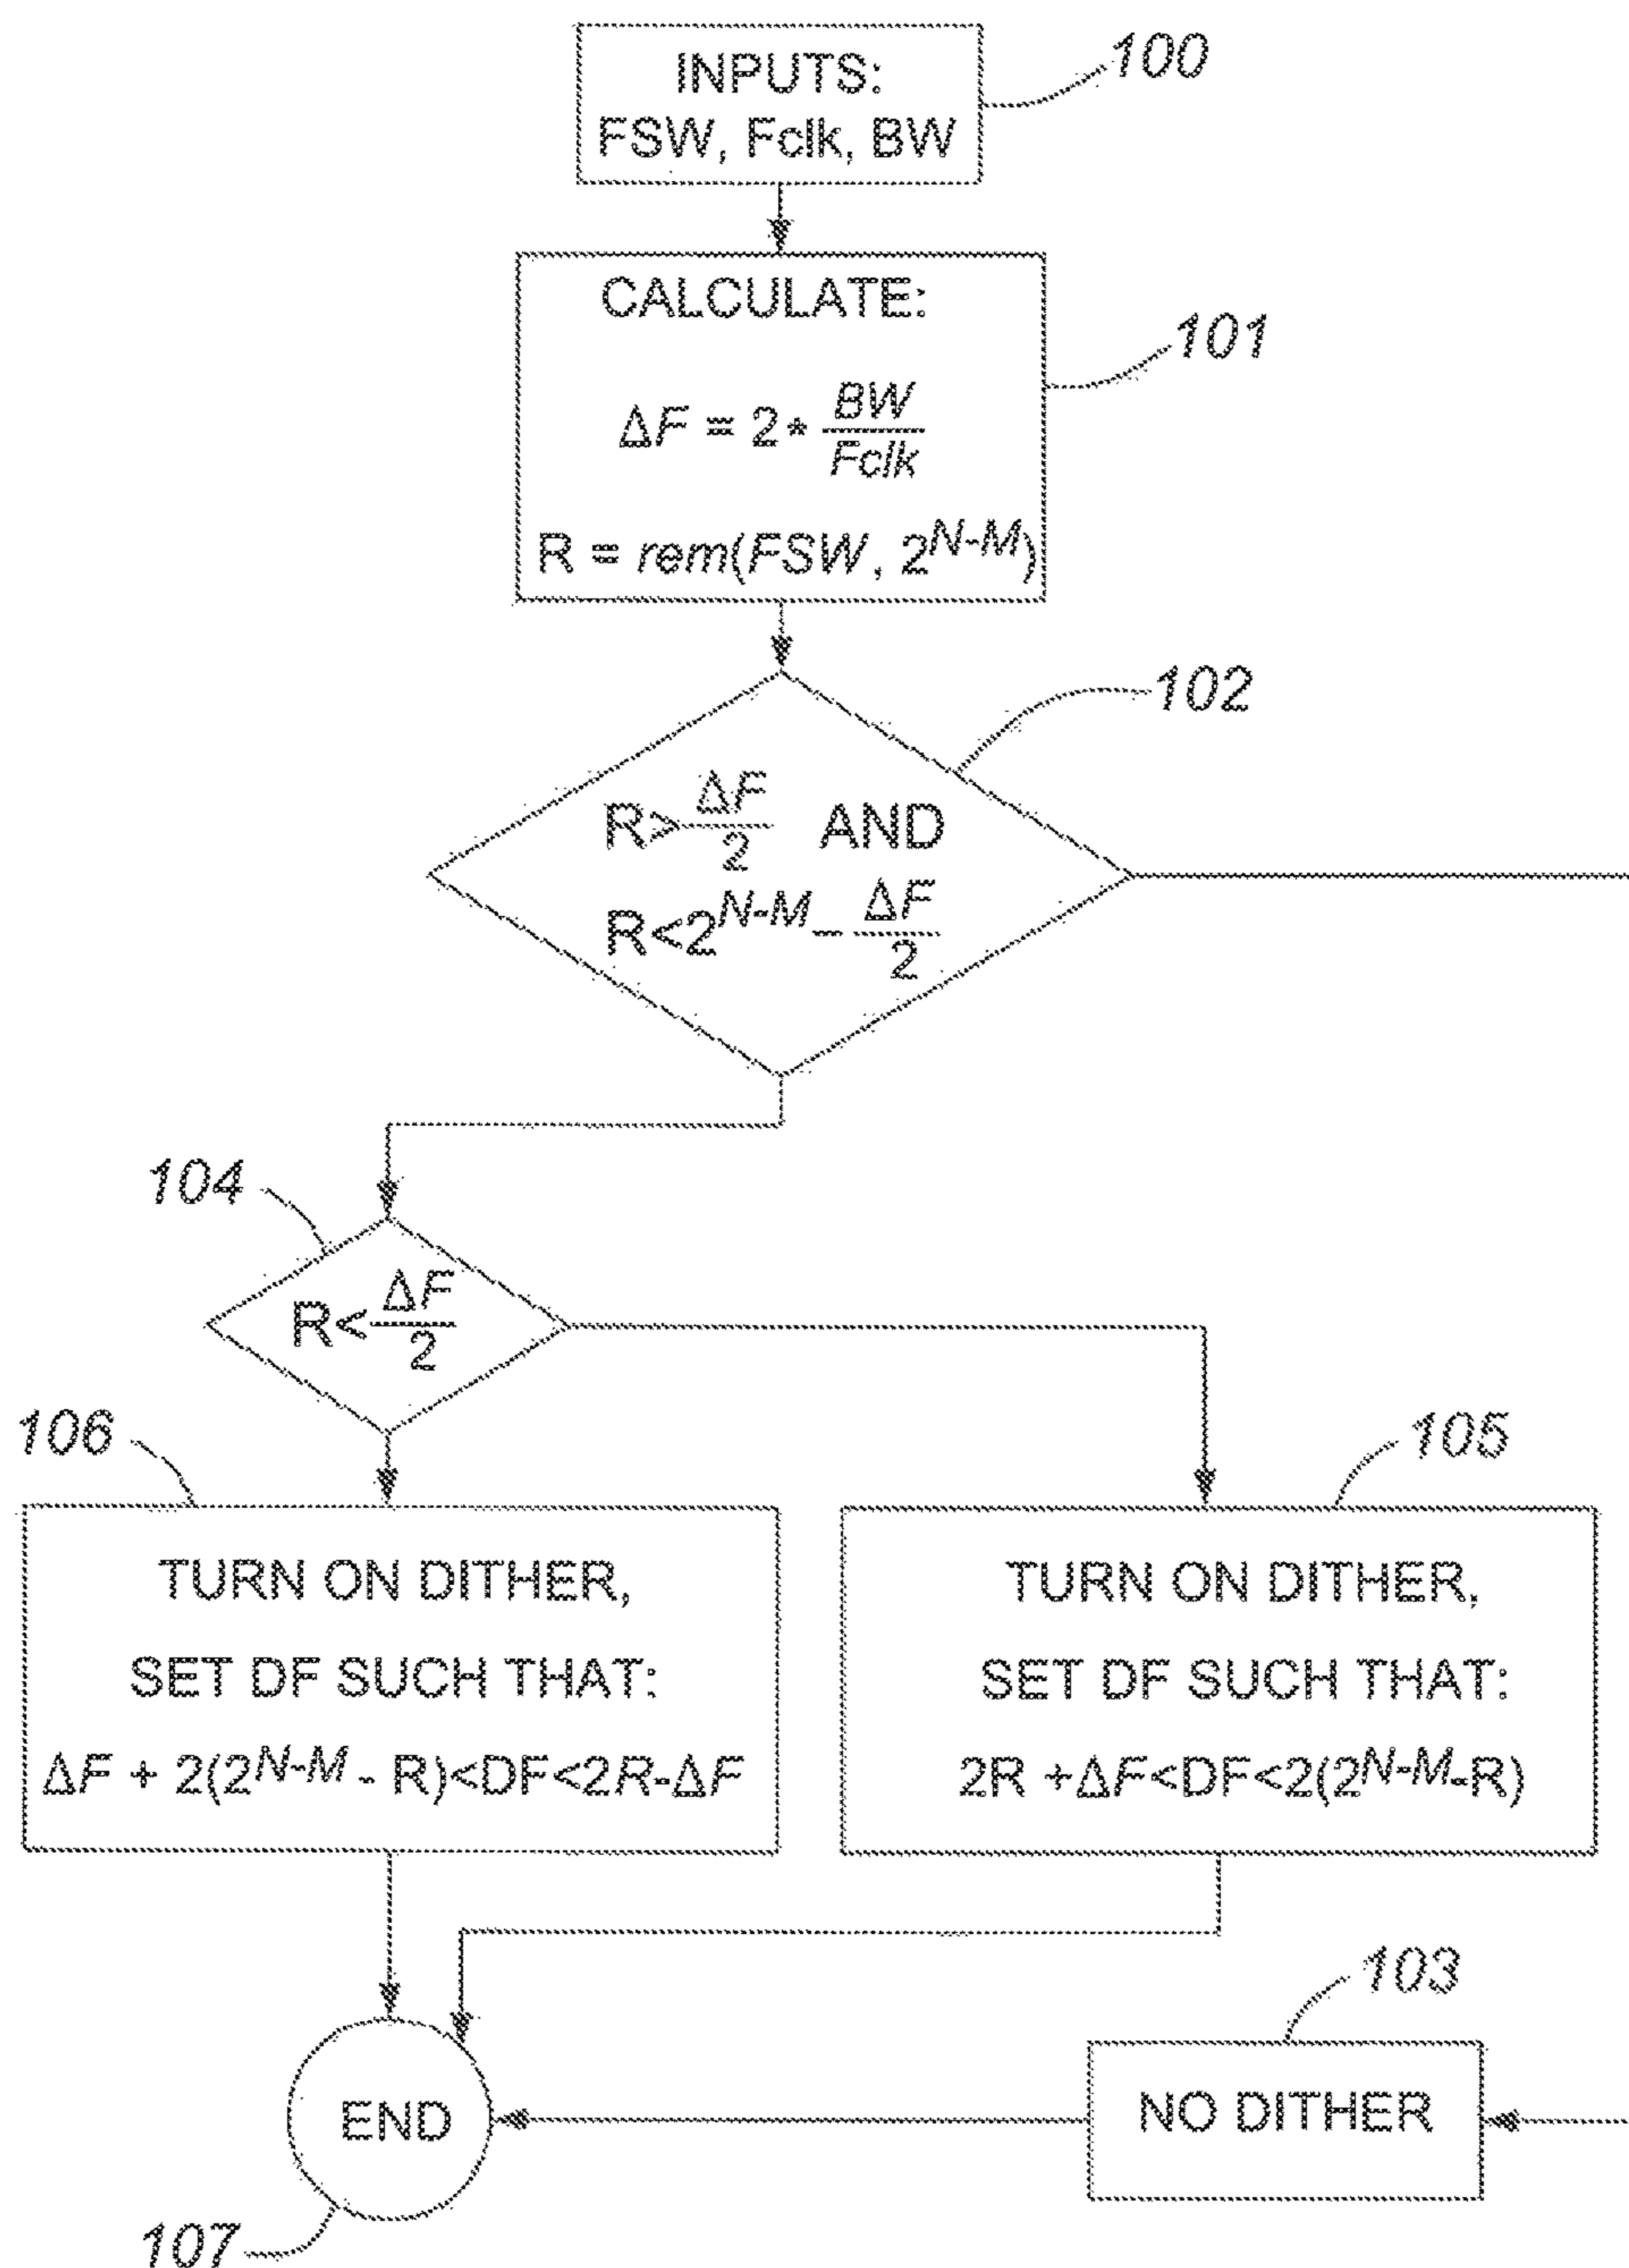 INPUTS:
FSW, Fclk, BW
100
CALCULATE:
ΔF = 2* BW/Fclk
R = rem(FSW, 2^N-M)
101
R>ΔF/2 AND
R<2^N-M - ΔF/2
102
104
R<ΔF/2
106
105
TURN ON DITHER,
SET DF SUCH THAT:
ΔF + 2(2^N-M - R)<DF<2R-ΔF
TURN ON DITHER,
SET DF SUCH THAT:
2R +ΔF<DF<2(2^N-M-R)
103
END
NO DITHER
107